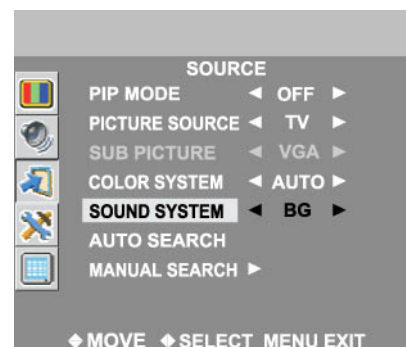 SOURCE
PIP MODE ◄ OFF ►
PICTURE SOURCE ◄ TV ►
SUB PICTURE ◄ VGA ►
COLOR SYSTEM ◄ AUTO ►
SOUND SYSTEM ◄ BG ►
AUTO SEARCH
MANUAL SEARCH ►
MOVE SELECT MENU EXIT